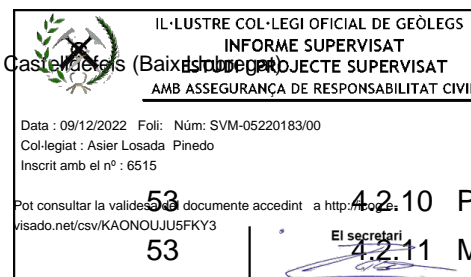 IL·LUSTRE COL·LEGI OFICIAL DE GEÒLEGS
INFORME SUPERVISAT
Castelldefels (Baix Llobregat)
ESTUDI O PROJECTE SUPERVISAT
AMB ASSEGURANÇA DE RESPONSABILITAT CIVIL
Data : 09/12/2022 Foli: Núm: SVM-05220183/00
Col·legiat : Asier Losada Pinedo
Inscrit amb el nº : 6515
53 4.2.10 P
Pot consultar la validesa del documente accedint a http://icog.e-
visado.net/csv/KAONOUJU5FKY3
El secretari
53 4.2.11 M